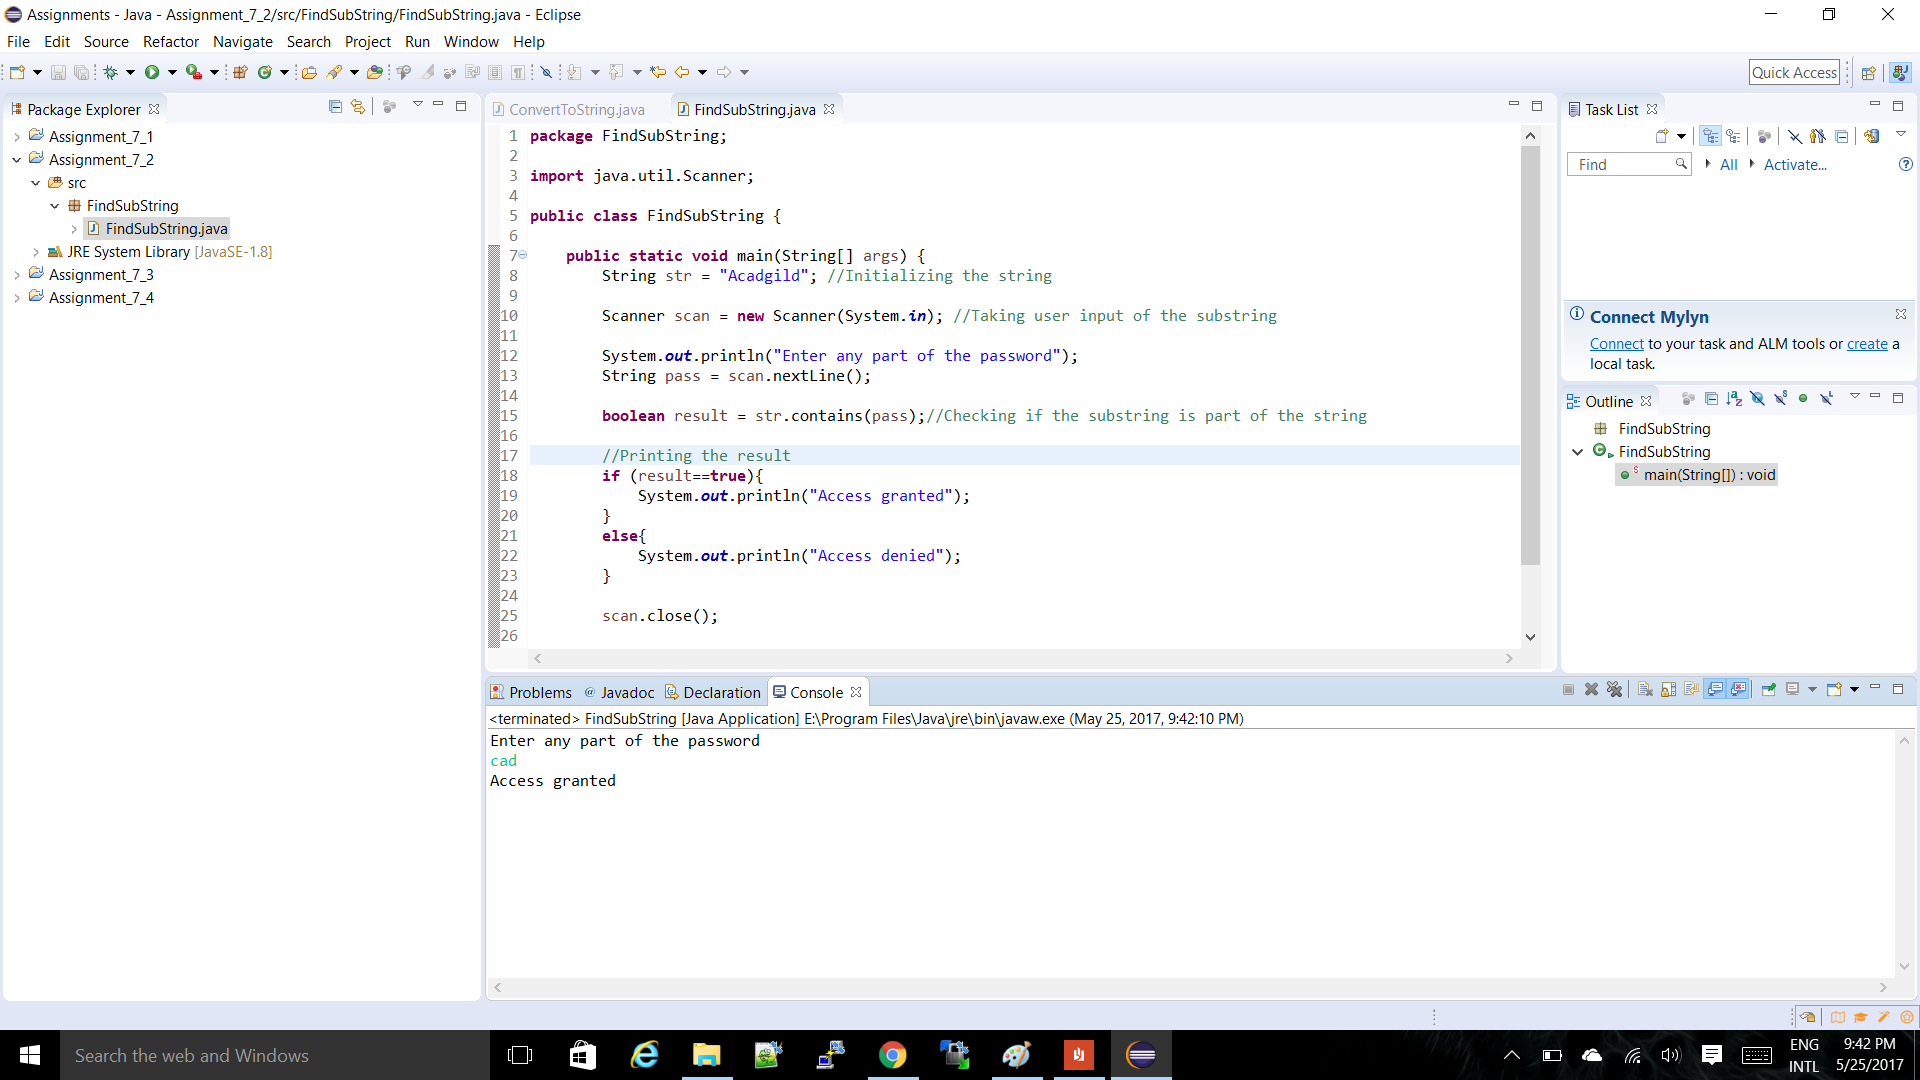 Assignments - Java - Assignment_7_2/src/FindSubString/FindSubString.java - Eclipse
File Edit Source Refactor Navigate Search Project Run Window Help
Quick Access
Package Explorer
Assignment_7_1
Assignment_7_2
src
FindSubString
FindSubString.java
JRE System Library [JavaSE-1.8]
Assignment_7_3
Assignment_7_4
ConvertToString.java FindSubString.java
1 package FindSubString;
2
3 import java.util.Scanner;
4
5 public class FindSubString {
6
7 public static void main(String[] args) {
8 String str = "Acadgild"; //Initializing the string
9
10 Scanner scan = new Scanner(System.in); //Taking user input of the substring
11
12 System.out.println("Enter any part of the password");
13 String pass = scan.nextLine();
14
15 boolean result = str.contains(pass);//Checking if the substring is part of the string
16
17 //Printing the result
18 if (result==true){
19 System.out.println("Access granted");
20 }
21 else{
22 System.out.println("Access denied");
23 }
24
25 scan.close();
26
Task List
Find All Activate...
Connect Mylyn
Connect to your task and ALM tools or create a
local task.
Outline
FindSubString
FindSubString
main(String[]) : void
Problems @ Javadoc Declaration Console
<terminated> FindSubString [Java Application] E:\Program Files\Java\jre\bin\javaw.exe (May 25, 2017, 9:42:10 PM)
Enter any part of the password
cad
Access granted
Search the web and Windows
ENG
INTL
9:42 PM
5/25/2017